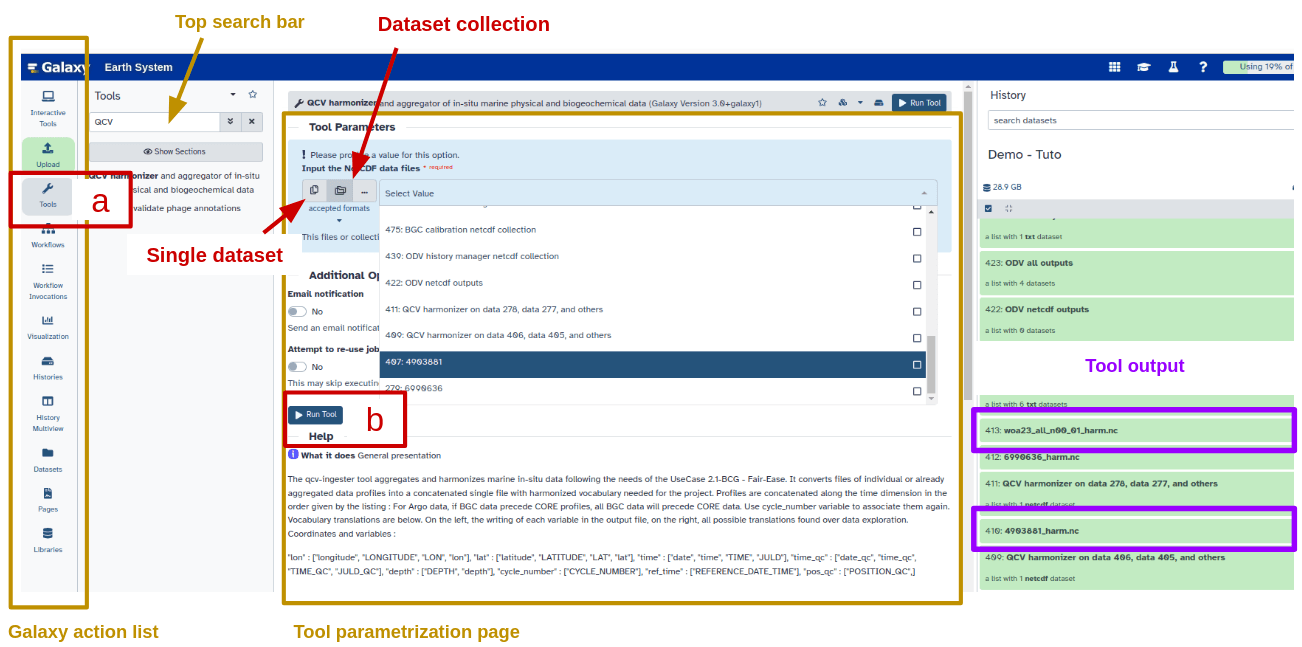 Top search bar
Dataset collection
Galaxy
Earth System
Using 19% of
Interactive
Tools
Upload
Tools
a
Workflows
Workflow
Invocations
Visualization
Histories
History
Multiview
Datasets
Pages
Libraries
Tools
QCV
Show Sections
QCV harmonizer and aggregator of in-situ
sical and biogeochemical data
validate phage annotations
Single dataset
QCV harmonizer and aggregator of in-situ marine physical and biogeochemical data (Galaxy Version 3.0+galaxy1)
Run Tool
Tool Parameters
! Please provide a value for this option.
Input the NetCDF data files * required
... Select Value
accepted formats
This files or collecti
475: BGC calibration netcdf collection
439: ODV history manager netcdf collection
422: ODV netcdf outputs
411: QCV harmonizer on data 278, data 277, and others
409: QCV harmonizer on data 406, data 405, and others
407: 4903881
279: 6990636
Additional Op
Email notification
No
Send an email notificat
Attempt to re-use job
No
This may skip executin
Run Tool
b
Help
i What it does General presentation
The qcv-ingester tool aggregates and harmonizes marine in-situ data following the needs of the UseCase 2.1-BCG - Fair-Ease. It converts files of individual or already
aggregated data profiles into a concatenated single file with harmonized vocabulary needed for the project. Profiles are concatenated along the time dimension in the
order given by the listing : For Argo data, if BGC data precede CORE profiles, all BGC data will precede CORE data. Use cycle_number variable to associate them again.
Vocabulary translations are below. On the left, the writing of each variable in the output file, on the right, all possible translations found over data exploration.
Coordinates and variables :
"lon" : ["longitude", "LONGITUDE", "LON", "lon"], "lat" : ["latitude", "LATITUDE", "LAT", "lat"], "time" : ["date", "time", "TIME", "JULD"], "time_qc" : ["date_qc", "time_qc",
"TIME_QC", "JULD_QC"], "depth" : ["DEPTH", "depth"], "cycle_number" : ["CYCLE_NUMBER"], "ref_time" : ["REFERENCE_DATE_TIME"], "pos_qc" : ["POSITION_QC",]
History
search datasets
Demo - Tuto
28.9 GB
a list with 1 txt dataset
423: ODV all outputs
a list with 4 datasets
422: ODV netcdf outputs
a list with 0 datasets
Tool output
a list with 6 txt datasets
413: woa23_all_n00_01_harm.nc
412: 6990636_harm.nc
411: QCV harmonizer on data 278, data 277, and others
a list with 1 netcdf dataset
410: 4903881_harm.nc
409: QCV harmonizer on data 406, data 405, and others
a list with 1 netcdf dataset
Galaxy action list
Tool parametrization page